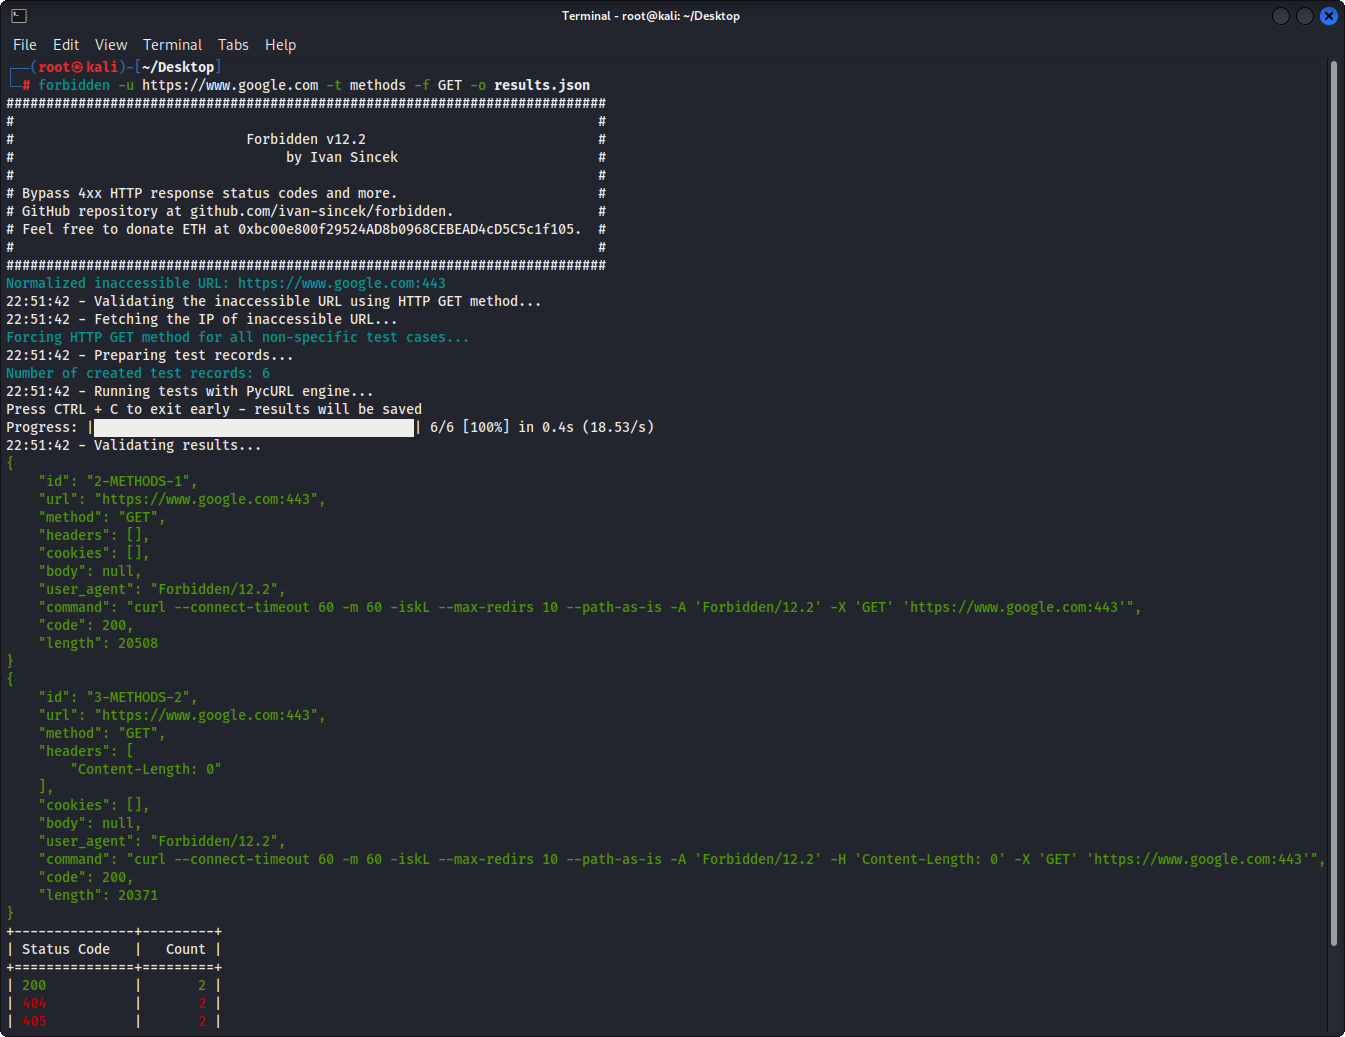 Terminal - root@kali: ~/Desktop
File Edit View Terminal Tabs Help
┌──(root㉿kali)-[~/Desktop]
└─# forbidden -u https://www.google.com -t methods -f GET -o results.json
###########################################################################
#                                                                         #
#                             Forbidden v12.2                             #
#                                  by Ivan Sincek                         #
#                                                                         #
# Bypass 4xx HTTP response status codes and more.                         #
# GitHub repository at github.com/ivan-sincek/forbidden.                  #
# Feel free to donate ETH at 0xbc00e800f29524AD8b0968CEBEAD4cD5C5c1f105.  #
#                                                                         #
###########################################################################
Normalized inaccessible URL: https://www.google.com:443
22:51:42 - Validating the inaccessible URL using HTTP GET method...
22:51:42 - Fetching the IP of inaccessible URL...
Forcing HTTP GET method for all non-specific test cases...
22:51:42 - Preparing test records...
Number of created test records: 6
22:51:42 - Running tests with PycURL engine...
Press CTRL + C to exit early - results will be saved
Progress: |████████████████████████████████████████| 6/6 [100%] in 0.4s (18.53/s)
22:51:42 - Validating results...
{
    "id": "2-METHODS-1",
    "url": "https://www.google.com:443",
    "method": "GET",
    "headers": [],
    "cookies": [],
    "body": null,
    "user_agent": "Forbidden/12.2",
    "command": "curl --connect-timeout 60 -m 60 -iskL --max-redirs 10 --path-as-is -A 'Forbidden/12.2' -X 'GET' 'https://www.google.com:443'",
    "code": 200,
    "length": 20508
}
{
    "id": "3-METHODS-2",
    "url": "https://www.google.com:443",
    "method": "GET",
    "headers": [
        "Content-Length: 0"
    ],
    "cookies": [],
    "body": null,
    "user_agent": "Forbidden/12.2",
    "command": "curl --connect-timeout 60 -m 60 -iskL --max-redirs 10 --path-as-is -A 'Forbidden/12.2' -H 'Content-Length: 0' -X 'GET' 'https://www.google.com:443'",
    "code": 200,
    "length": 20371
}
+---------------+---------+
| Status Code   |   Count |
+===============+=========+
| 200           |       2 |
| 404           |       2 |
| 405           |       2 |